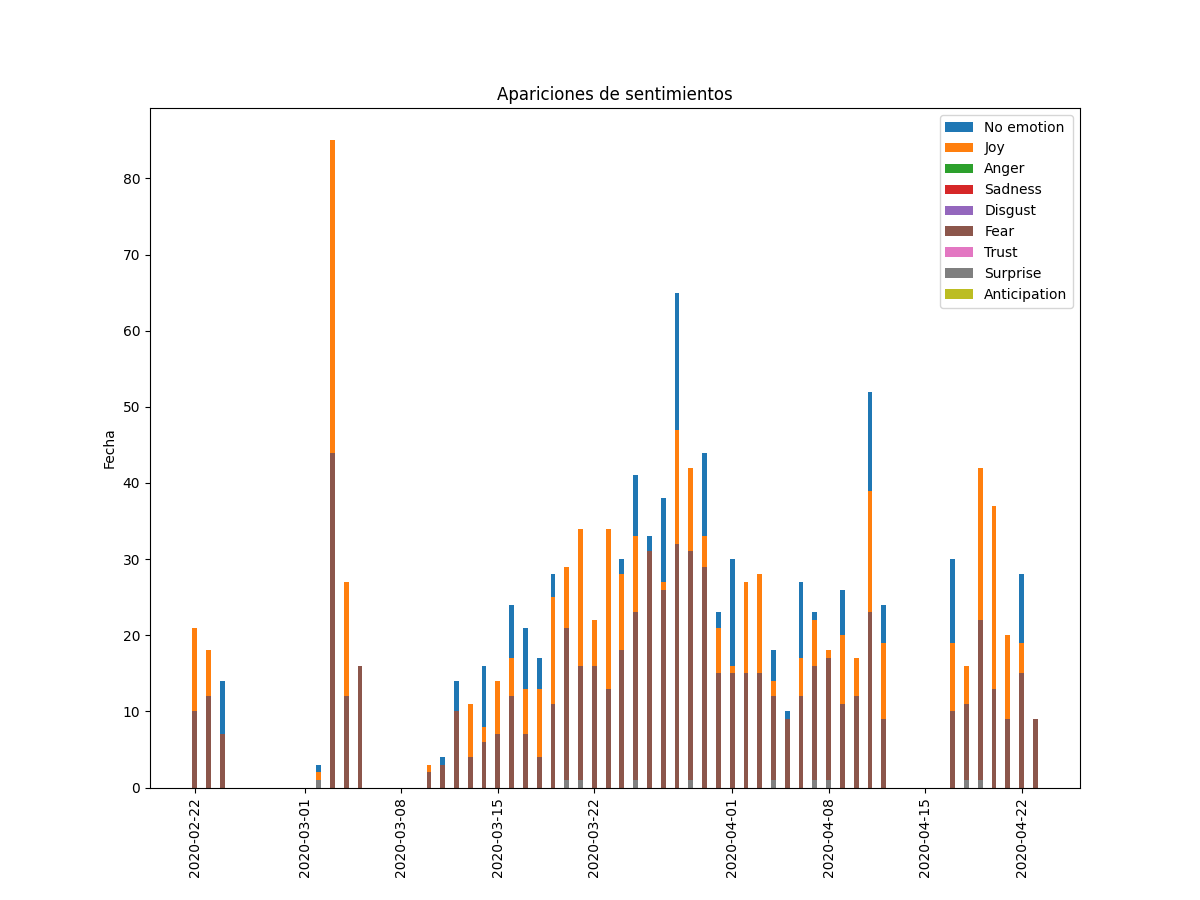 Apariciones de sentimientos
No emotion
Joy
Anger
Sadness
Disgust
Fear
Trust
Surprise
Anticipation
Fecha
80
70
60
50
40
30
20
10
0
2020-02-22
2020-03-01
2020-03-08
2020-03-15
2020-03-22
2020-04-01
2020-04-08
2020-04-15
2020-04-22